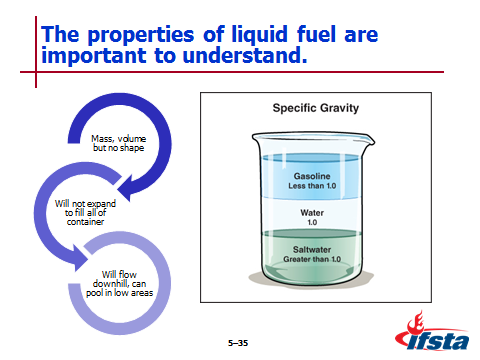 The properties of liquid fuel are
important to understand.
Mass, volume
but no shape
Will not expand
to fill all of
container
Will flow
downhill, can
pool in low areas
Specific Gravity
Gasoline
Less than 1.0
Water
1.0
Saltwater
Greater than 1.0
5–35
ifsta